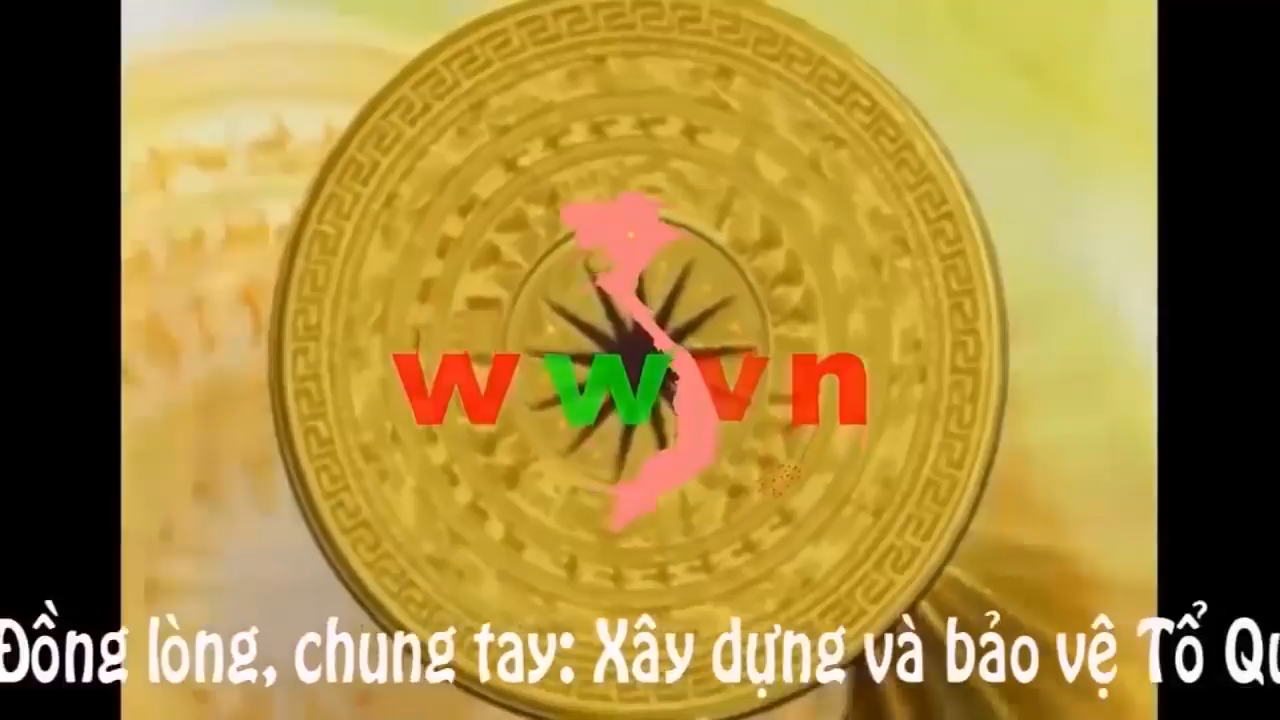 wwvn
Đồng lòng, chung tay: Xây dựng và bảo vệ Tổ